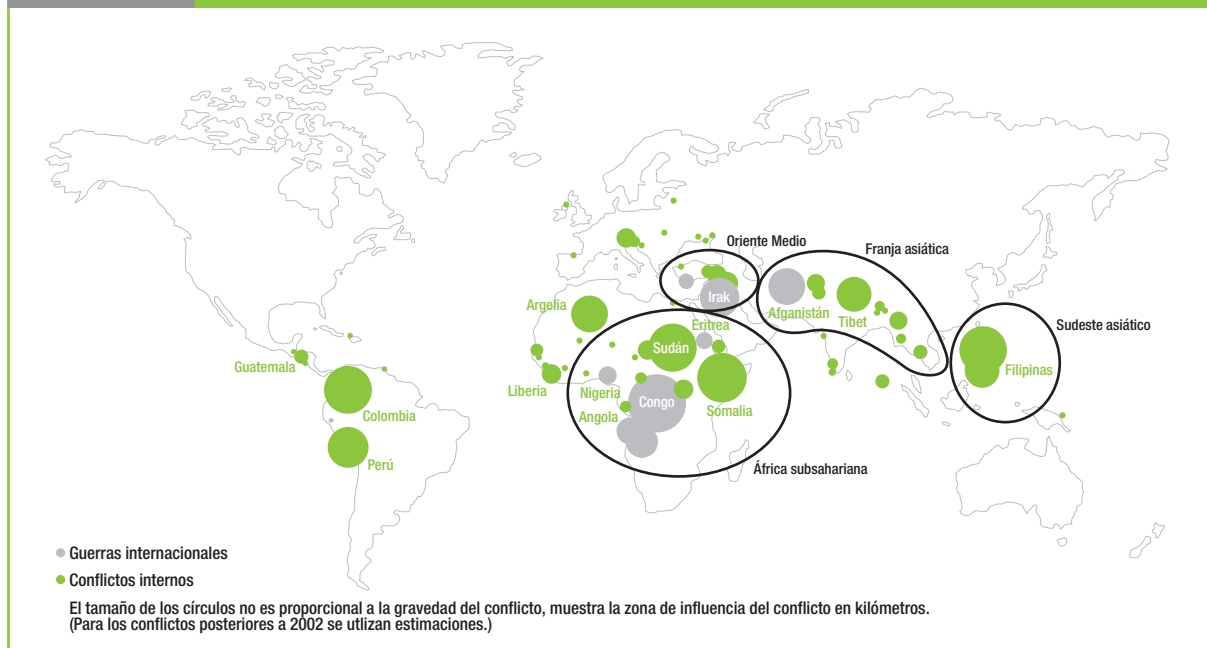 Oriente Medio
Franja asiática
Argelia
Irak
Afganistán
Tibet
Eritrea
Sudeste asiático
Sudán
Guatemala
Filipinas
Liberia
Nigeria
Congo
Somalia
Colombia
Angola
Perú
África subsahariana
Guerras internacionales
Conflictos internos
El tamaño de los círculos no es proporcional a la gravedad del conflicto, muestra la zona de influencia del conflicto en kilómetros.
(Para los conflictos posteriores a 2002 se utlizan estimaciones.)